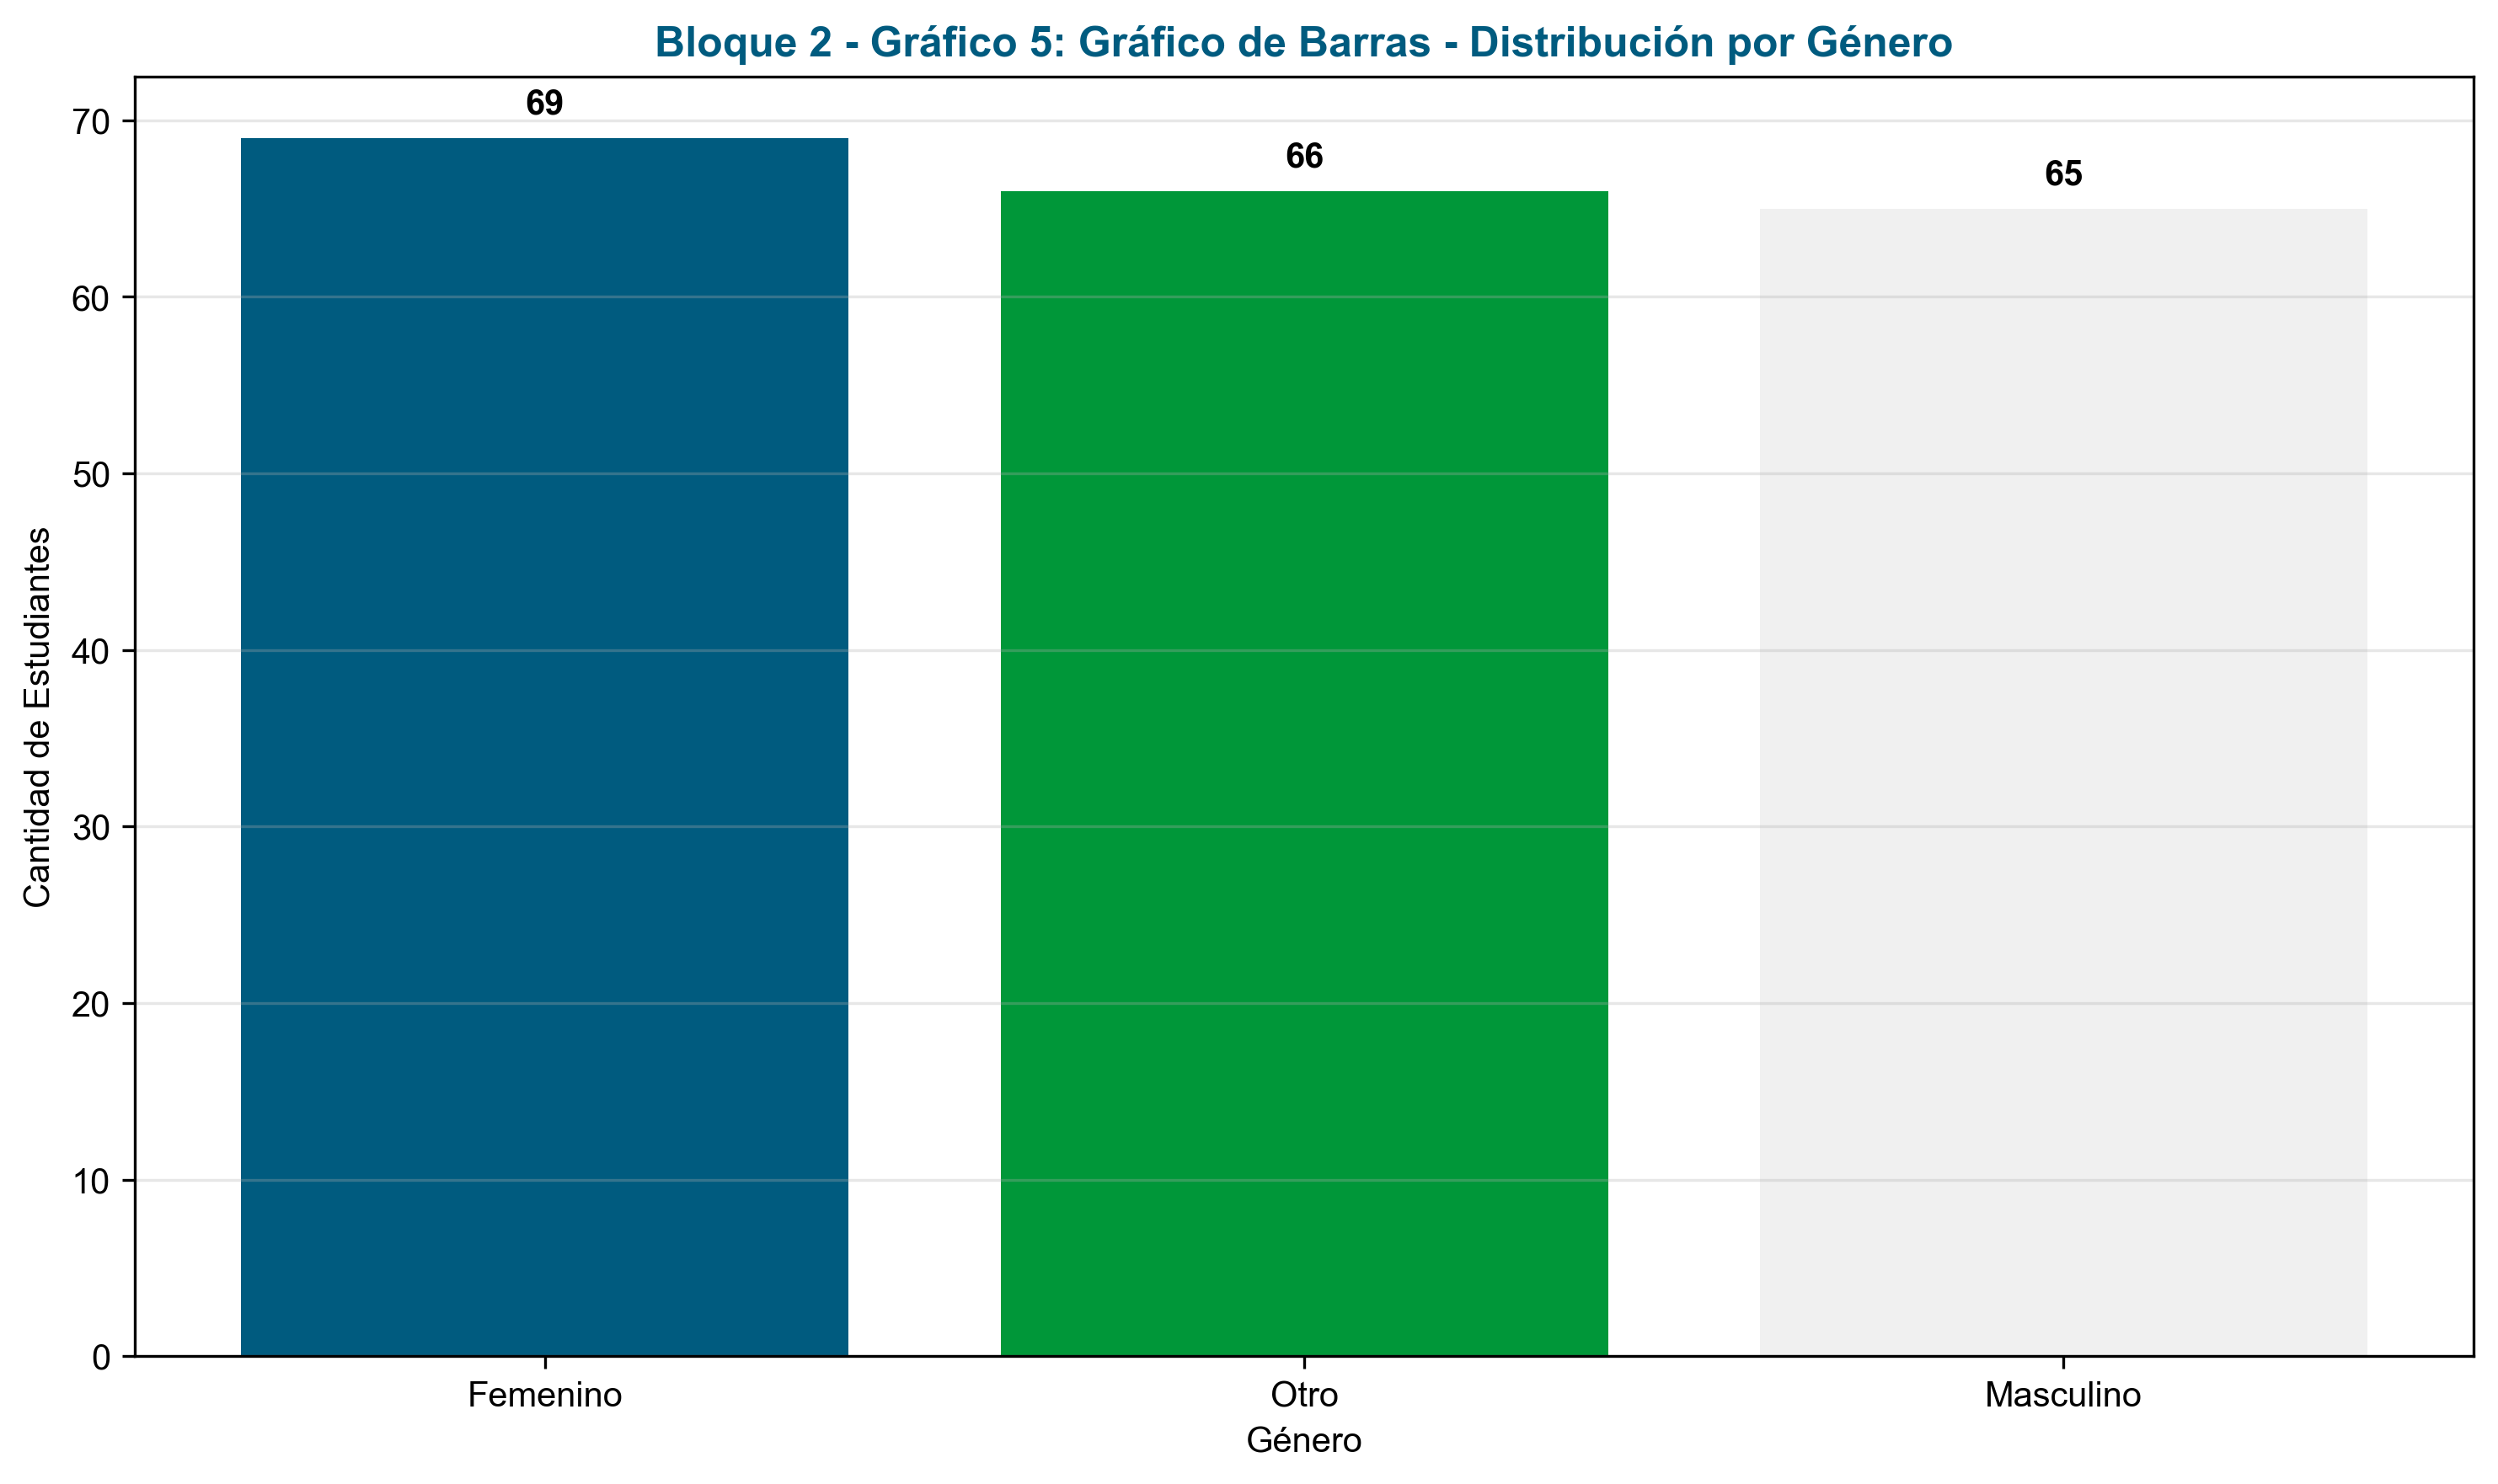 Bloque 2 - Gráfico 5: Gráfico de Barras - Distribución por Género
69
66
65
70
60
50
40
30
20
10
0
Cantidad de Estudiantes
Femenino
Otro
Masculino
Género